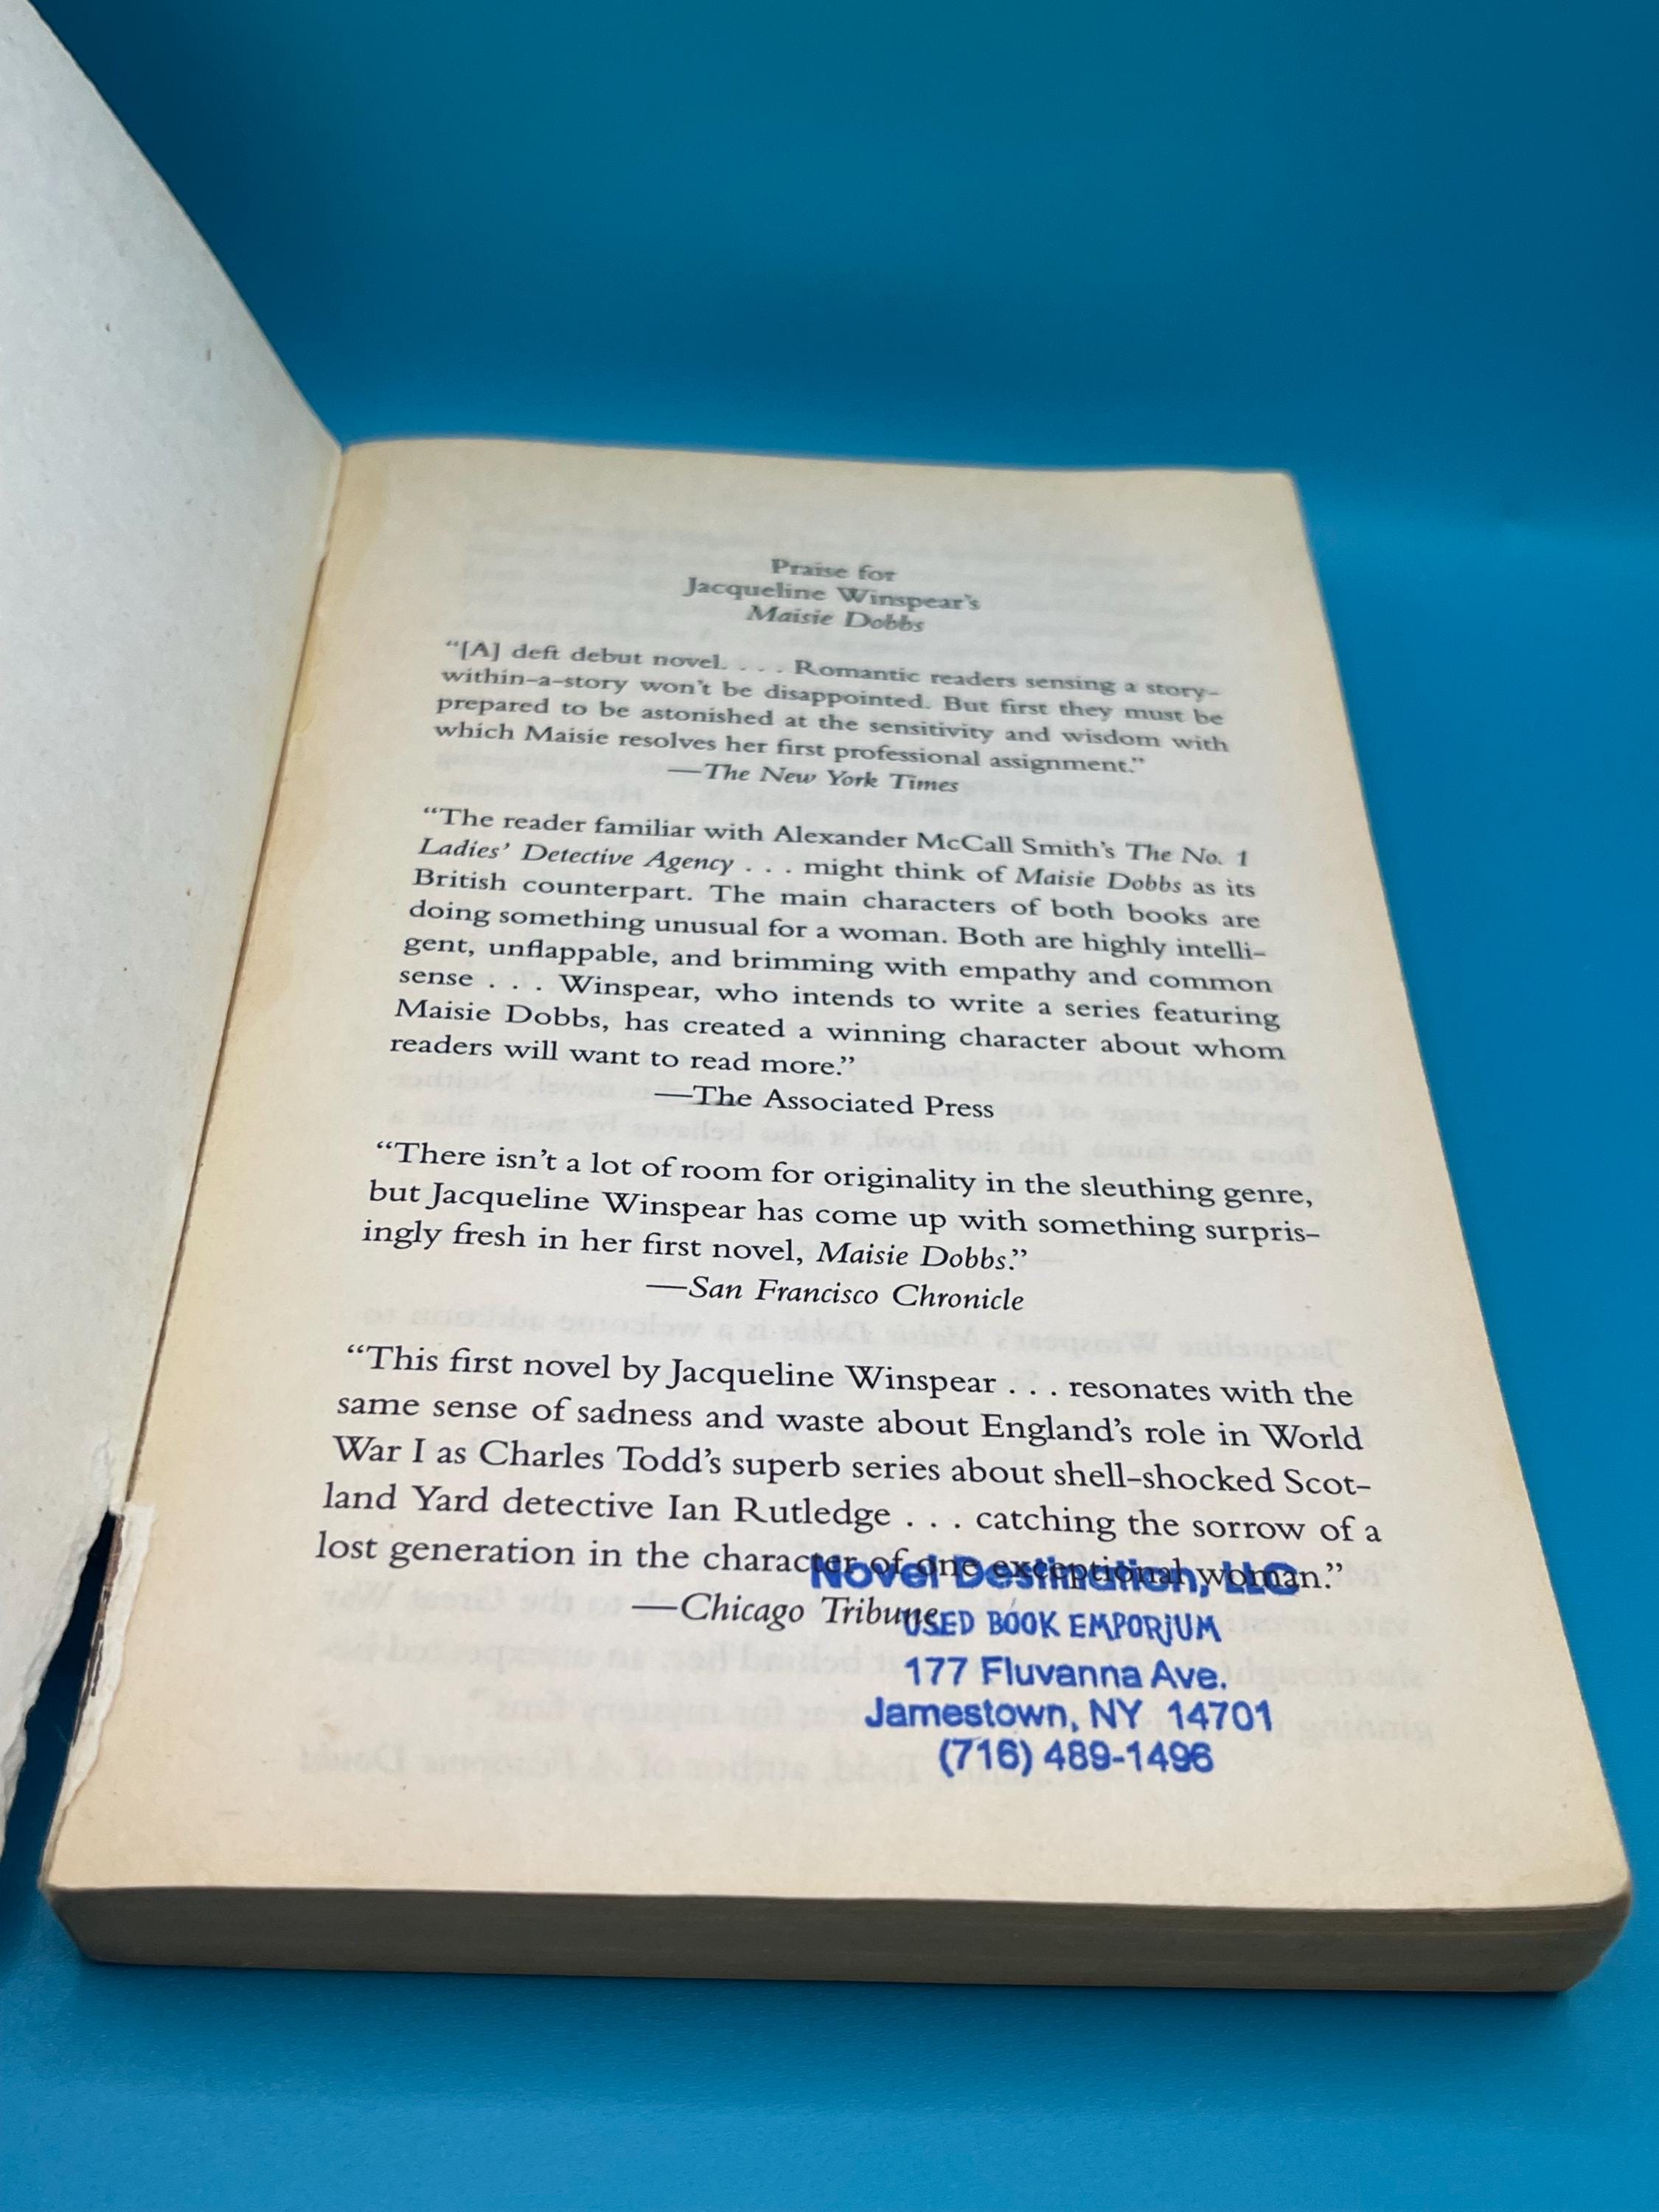 Praise for
Jacqueline Winspear's
Maisie Dobbs
“[A] deft debut novel. . . . Romantic readers sensing a story-
within-a-story won’t be disappointed. But first they must be
prepared to be astonished at the sensitivity and wisdom with
which Maisie resolves her first professional assignment.”
—The New York Times
“The reader familiar with Alexander McCall Smith’s The No. 1
Ladies’ Detective Agency . . . might think of Maisie Dobbs as its
British counterpart. The main characters of both books are
doing something unusual for a woman. Both are highly intelli-
gent, unflappable, and brimming with empathy and common
sense . . . Winspear, who intends to write a series featuring
Maisie Dobbs, has created a winning character about whom
readers will want to read more.”
—The Associated Press
“There isn’t a lot of room for originality in the sleuthing genre,
but Jacqueline Winspear has come up with something surpris-
ingly fresh in her first novel, Maisie Dobbs.”
—San Francisco Chronicle
“This first novel by Jacqueline Winspear . . . resonates with the
same sense of sadness and waste about England’s role in World
War I as Charles Todd’s superb series about shell-shocked Scot-
land Yard detective Ian Rutledge . . . catching the sorrow of a
lost generation in the character of one exceptional woman.”
—Chicago Tribune
Novel Destination, LLC
USED BOOK EMPORIUM
177 Fluvanna Ave.
Jamestown, NY 14701
(716) 489-1496